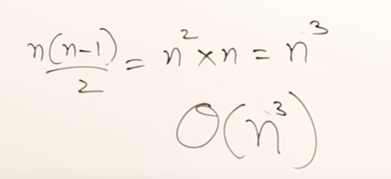 n(n-1)/2 = n² × n = n³
O(n³)